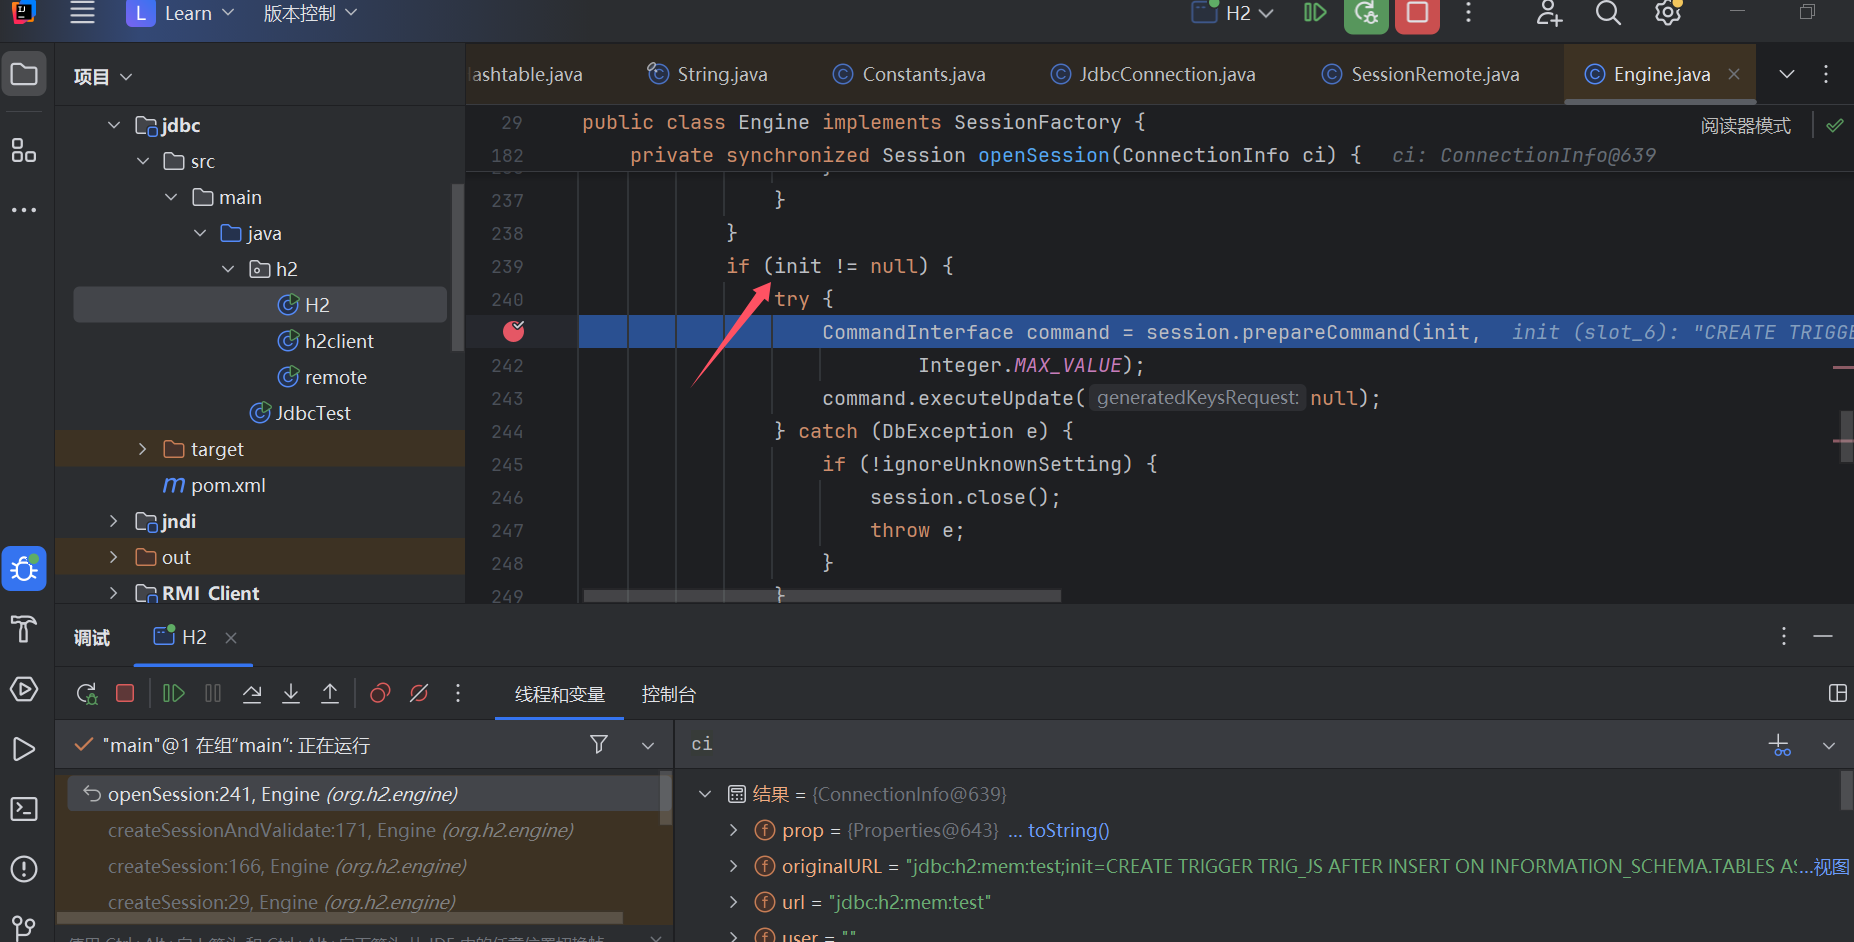 L Learn 版本控制 H2
项目
ashtable.java String.java Constants.java JdbcConnection.java SessionRemote.java Engine.java
阅读器模式
jdbc
src
main
java
h2
H2
h2client
remote
JdbcTest
target
m pom.xml
jndi
out
RMI_Client
29 public class Engine implements SessionFactory {
182 private synchronized Session openSession(ConnectionInfo ci) { ci: ConnectionInfo@639
237 }
238 }
239 if (init != null) {
240 try {
CommandInterface command = session.prepareCommand(init, init (slot_6): "CREATE TRIGGE
242 Integer.MAX_VALUE);
243 command.executeUpdate( generatedKeysRequest: null);
244 } catch (DbException e) {
245 if (!ignoreUnknownSetting) {
246 session.close();
247 throw e;
248 }
249 }
调试 H2
线程和变量 控制台
"main"@1 在组"main": 正在运行
openSession:241, Engine (org.h2.engine)
createSessionAndValidate:171, Engine (org.h2.engine)
createSession:166, Engine (org.h2.engine)
createSession:29, Engine (org.h2.engine)
ci
结果 = {ConnectionInfo@639}
prop = {Properties@643} ... toString()
originalURL = "jdbc:h2:mem:test;init=CREATE TRIGGER TRIG_JS AFTER INSERT ON INFORMATION_SCHEMA.TABLES AS...视图
url = "jdbc:h2:mem:test"
user = ""